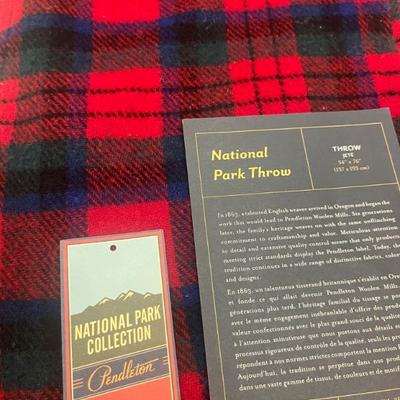 National
Park Throw
THROW
JETÉ
54" x 76"
(137 x 193 cm)
In 1863, a talented English weaver arrived in Oregon and began the
work that would lead to Pendleton Woolen Mills. Six generations
later, the family's heritage weaves on with the same unflinching
commitment to craftsmanship and value. Meticulous attention
to detail and extensive quality control assure that only products
meeting strict standards display the Pendleton label. Today, the
tradition continues in a wide range of distinctive fabrics, colors
and designs.
En 1863, un talentueux tisserand britannique s'établit en Oregon
et fonde ce qui allait devenir Pendleton Woolen Mills. Six
générations plus tard, l'héritage familial du tissage se poursuit
avec le même engagement inébranlable d'offrir des produits
valeur confectionnés avec le plus grand souci de la qualité
à l'attention minutieuse que nous portons aux détails et
processus rigoureux de contrôle de la qualité, seuls les produits
répondant à nos normes strictes comportent la mention
Aujourd'hui, la tradition se perpétue dans nos produits
dans une vaste gamme de tissus, de couleurs et de motifs
NATIONAL PARK
COLLECTION
Pendleton